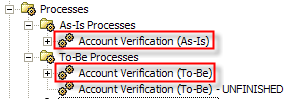 Processes
As-Is Processes
Account Verification (As-Is)
To-Be Processes
Account Verification (To-Be)
Account Verification (To-Be) - UNFINISHED